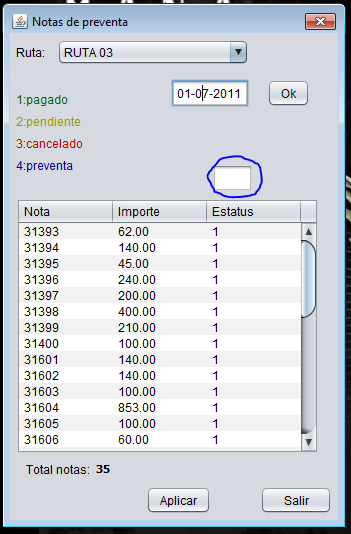 Notas de preventa
Ruta: RUTA 03
01-07-2011 Ok
1:pagado
2:pendiente
3:cancelado
4:preventa
Nota Importe Estatus
31393 62.00 1
31394 140.00 1
31395 45.00 1
31396 240.00 1
31397 200.00 1
31398 400.00 1
31399 210.00 1
31400 100.00 1
31601 140.00 1
31602 140.00 1
31603 100.00 1
31604 853.00 1
31605 100.00 1
31606 60.00 1
Total notas: 35
Aplicar Salir